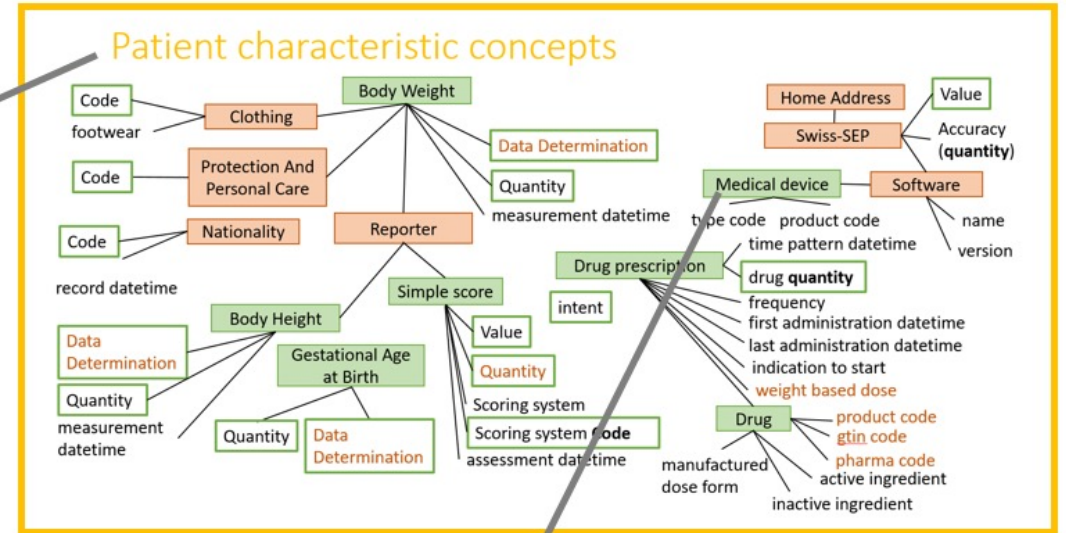 Patient characteristic concepts
Code
footwear
Clothing
Body Weight
Code
Protection And
Personal Care
Data Determination
Quantity
measurement datetime
Code
Nationality
Reporter
record datetime
Home Address
Swiss-SEP
Value
Accuracy
(quantity)
Medical device
Software
type code
product code
name
version
time pattern datetime
Drug prescription
drug quantity
intent
frequency
first administration datetime
last administration datetime
indication to start
weight based dose
Simple score
Value
Quantity
Scoring system
Scoring system Code
assessment datetime
Body Height
Data
Determination
Quantity
measurement
datetime
Gestational Age
at Birth
Quantity
Data
Determination
Drug
product code
gtin code
pharma code
manufactured
dose form
active ingredient
inactive ingredient